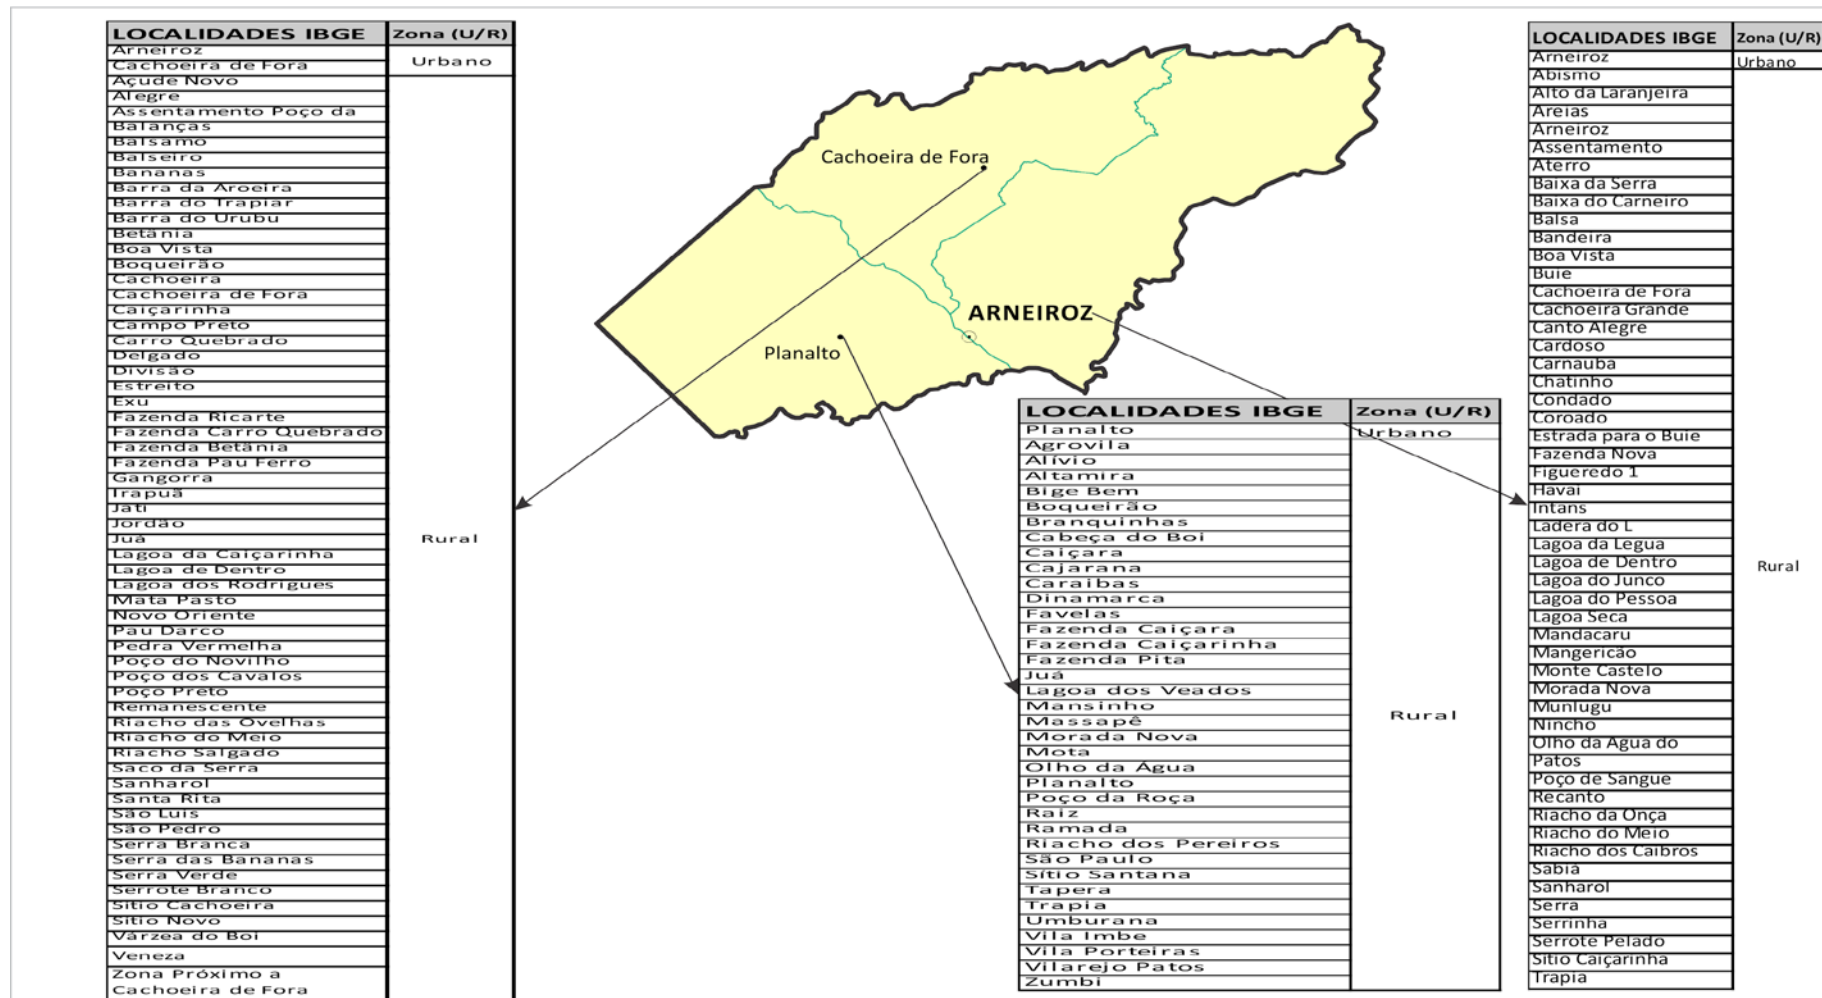 LOCALIDADES IBGE Zona (U/R)
Arneiroz
Cachoeira de Fora
Urbano
Açude Novo
Alegre
Assentamento Poço da
Balanças
Balsamo
Balseiro
Bananas
Barra da Aroeira
Barra do Trapiar
Barra do Urubu
Betânia
Boa Vista
Boqueirão
Cachoeira
Cachoeira de Fora
Caiçarinha
Campo Preto
Carro Quebrado
Delgado
Divisão
Estreito
Exu
Fazenda Ricarte
Fazenda Carro Quebrado
Fazenda Betânia
Fazenda Pau Ferro
Gangorra
Irapuã
Jati
Jordão
Juá
Rural
Lagoa da Caiçarinha
Lagoa de Dentro
Lagoa dos Rodrigues
Mata Pasto
Novo Oriente
Pau Darco
Pedra Vermelha
Poço do Novilho
Poço dos Cavalos
Poço Preto
Remanescente
Riacho das Ovelhas
Riacho do Meio
Riacho Salgado
Saco da Serra
Sanharol
Santa Rita
São Luis
São Pedro
Serra Branca
Serra das Bananas
Serra Verde
Serrote Branco
Sitio Cachoeira
Sitio Novo
Várzea do Boi
Veneza
Zona Próximo a
Cachoeira de Fora
Cachoeira de Fora
ARNEIROZ
Planalto
LOCALIDADES IBGE Zona (U/R)
Planalto Urbano
Agrovila
Alívio
Altamira
Bige Bem
Boqueirão
Branquinhas
Cabeça do Boi
Caiçara
Cajarana
Caraibas
Dinamarca
Favelas
Fazenda Caiçara
Fazenda Caiçarinha
Fazenda Pita
Juá
Lagoa dos Veados
Mansinho
Massapê
Rural
Morada Nova
Mota
Olho da Água
Planalto
Poço da Roça
Raiz
Ramada
Riacho dos Pereiros
São Paulo
Sítio Santana
Tapera
Trapia
Umburana
Vila Imbe
Vila Porteiras
Vilarejo Patos
Zumbi
LOCALIDADES IBGE Zona (U/R)
Arneiroz Urbano
Abismo
Alto da Laranjeira
Areias
Arneiroz
Assentamento
Aterro
Baixa da Serra
Baixa do Carneiro
Balsa
Bandeira
Boa Vista
Buie
Cachoeira de Fora
Cachoeira Grande
Canto Alegre
Cardoso
Carnauba
Chatinho
Condado
Coroado
Estrada para o Buie
Fazenda Nova
Figueredo 1
Havai
Intans
Ladera do L
Lagoa da Legua
Lagoa de Dentro
Rural
Lagoa do Junco
Lagoa do Pessoa
Lagoa Seca
Mandacaru
Mangericão
Monte Castelo
Morada Nova
Munlugu
Nincho
Olho da Agua do
Patos
Poço de Sangue
Recanto
Riacho da Onça
Riacho do Meio
Riacho dos Caibros
Sabiá
Sanharol
Serra
Serrinha
Serrote Pelado
Sitio Caiçarinha
Trapia